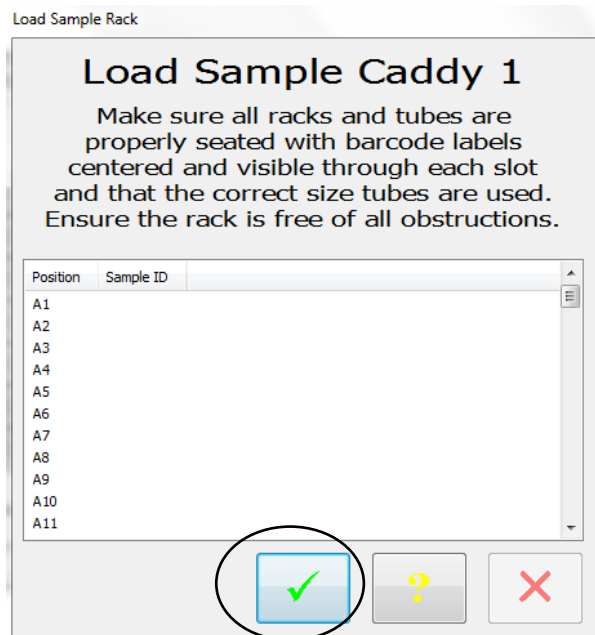 Load Sample Rack
Load Sample Caddy 1
Make sure all racks and tubes are
properly seated with barcode labels
centered and visible through each slot
and that the correct size tubes are used.
Ensure the rack is free of all obstructions.
Position Sample ID
A1
A2
A3
A4
A5
A6
A7
A8
A9
A10
A11
?